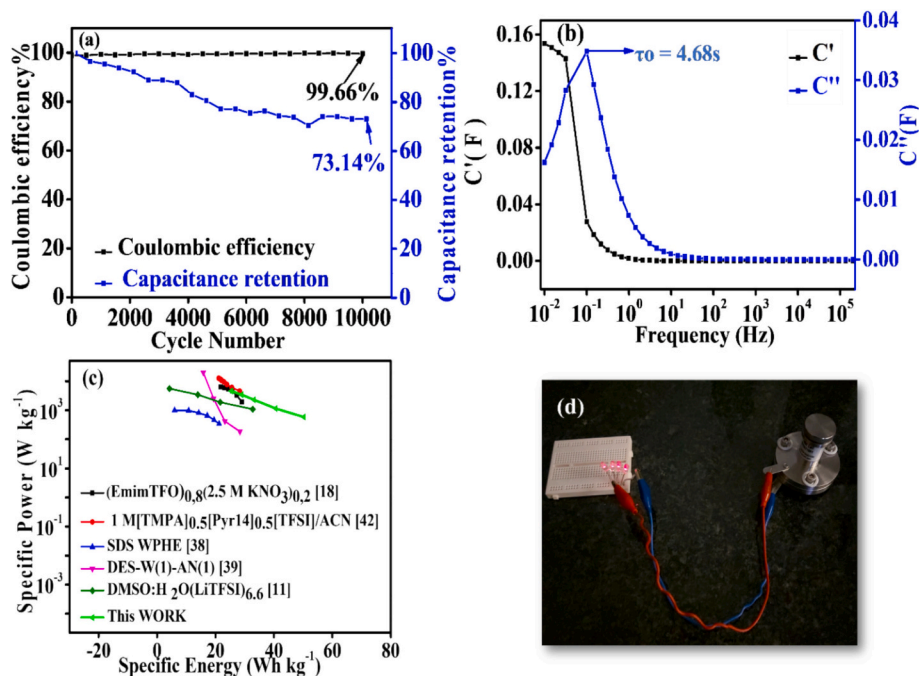 (a)
100
80
60
40
20
0
Coulombic efficiency%
99.66%
73.14%
Coulombic efficiency
Capacitance retention
100
80
60
40
20
0
Capacitance retention%
0 2000 4000 6000 8000 10000
Cycle Number
(b)
0.16
0.12
0.08
0.04
0.00
C'( F )
τo = 4.68s
C'
C''
0.04
0.03
0.02
0.01
0.00
C''(F)
10⁻² 10⁻¹ 10⁰ 10¹ 10² 10³ 10⁴ 10⁵
Frequency (Hz)
(c)
10³
10¹
10⁻¹
10⁻³
Specific Power (W kg⁻¹)
(EmimTFO)0,8(2.5 M KNO3)0,2 [18]
1 M[TMPA]0.5[Pyr14]0.5[TFSI]/ACN [42]
SDS WPHE [38]
DES-W(1)-AN(1) [39]
DMSO:H 2O(LiTFSI)6.6 [11]
This WORK
-20 0 20 40 60 80
Specific Energy (Wh kg⁻¹)
(d)